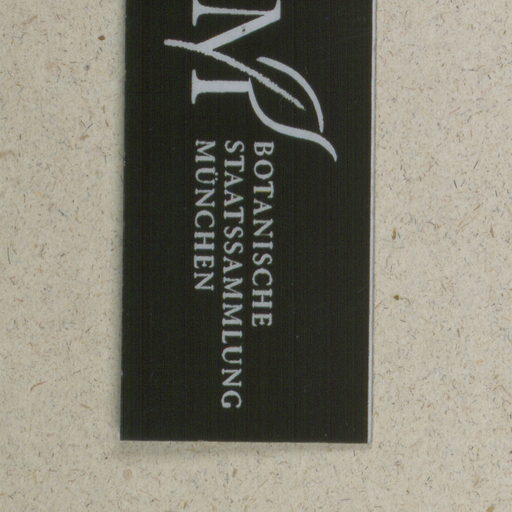 M
BOTANISCHE
STAATSSAMMLUNG
MÜNCHEN